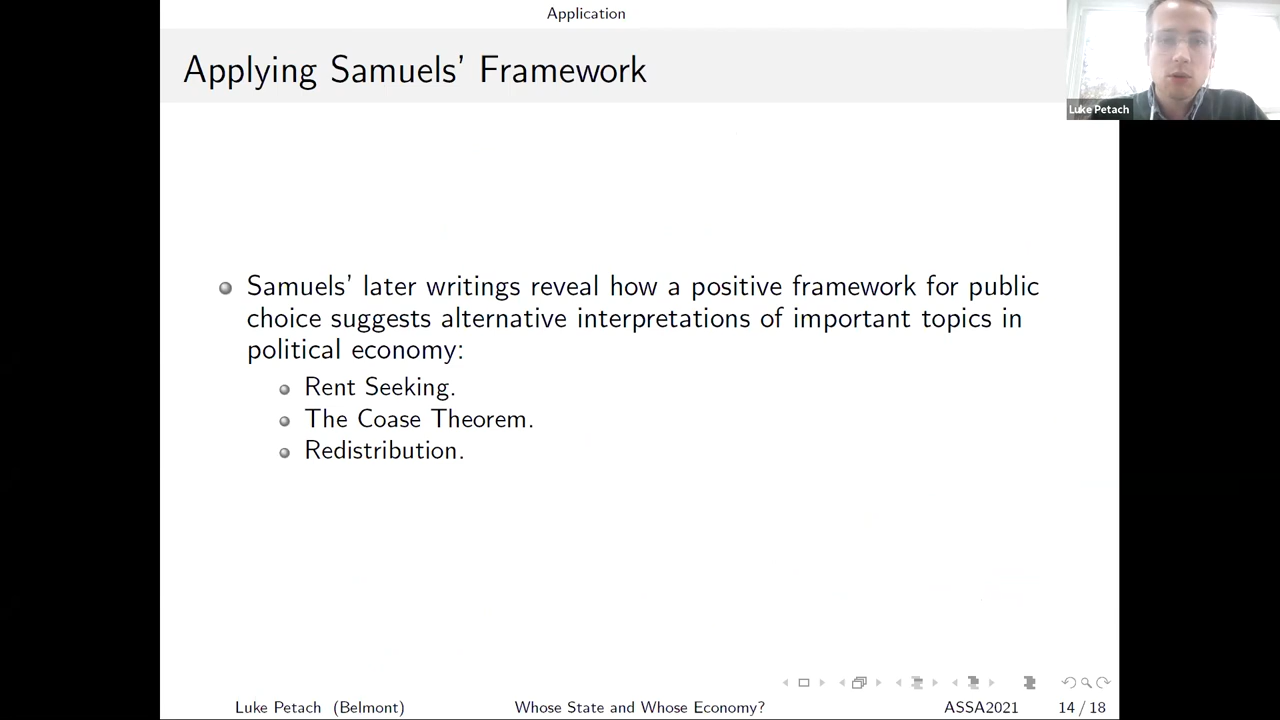 Application
Applying Samuels' Framework
Luke Petach
Samuels' later writings reveal how a positive framework for public
choice suggests alternative interpretations of important topics in
political economy:
Rent Seeking.
The Coase Theorem.
Redistribution.
Luke Petach (Belmont) Whose State and Whose Economy? ASSA2021 14 / 18